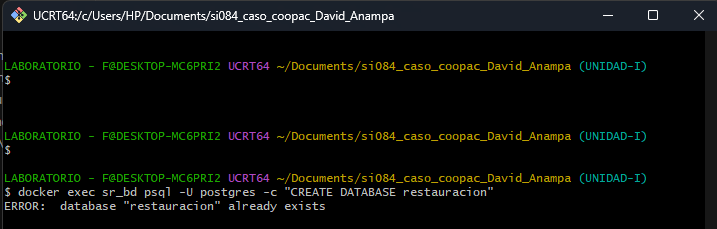 UCRT64:/c/Users/HP/Documents/si084_caso_coopac_David_Anampa
LABORATORIO - F@DESKTOP-MC6PRI2 UCRT64 ~/Documents/si084_caso_coopac_David_Anampa (UNIDAD-I)
$
LABORATORIO - F@DESKTOP-MC6PRI2 UCRT64 ~/Documents/si084_caso_coopac_David_Anampa (UNIDAD-I)
$
LABORATORIO - F@DESKTOP-MC6PRI2 UCRT64 ~/Documents/si084_caso_coopac_David_Anampa (UNIDAD-I)
$ docker exec sr_bd psql -U postgres -c "CREATE DATABASE restauracion"
ERROR:  database "restauracion" already exists